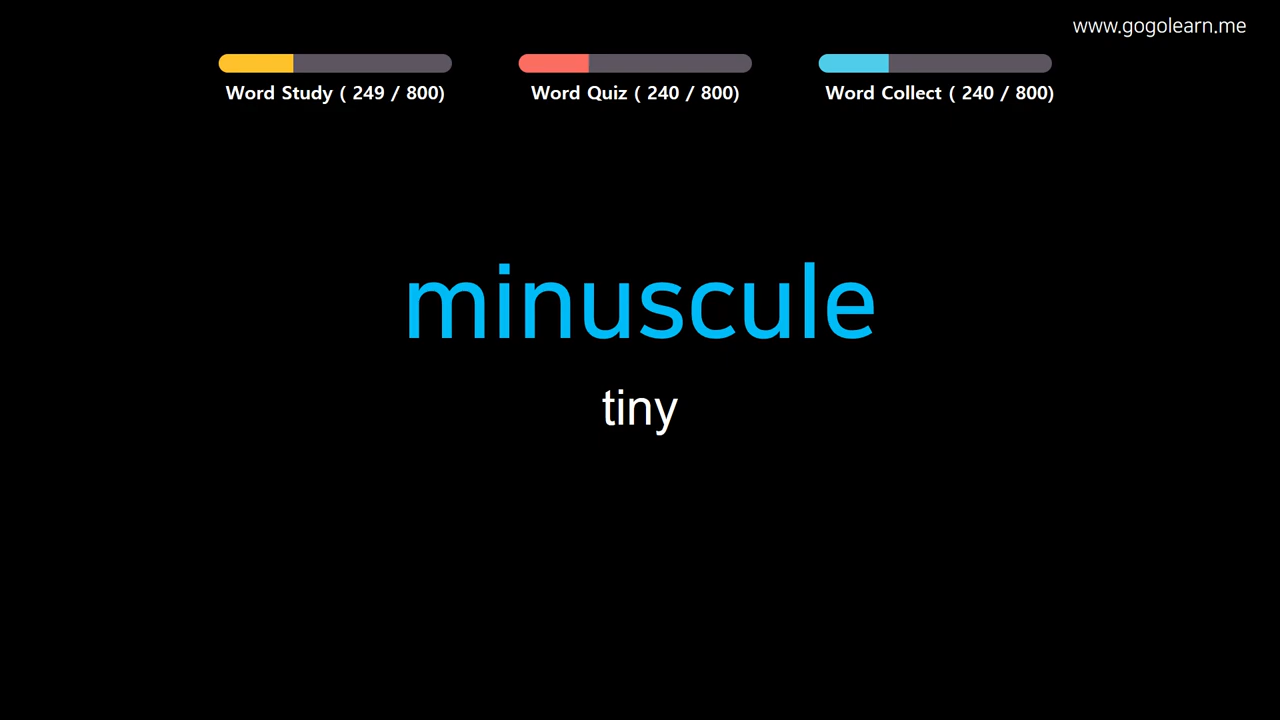 www.gogolearn.me
Word Study ( 249 / 800)
Word Quiz ( 240 / 800)
Word Collect ( 240 / 800)
minuscule
tiny